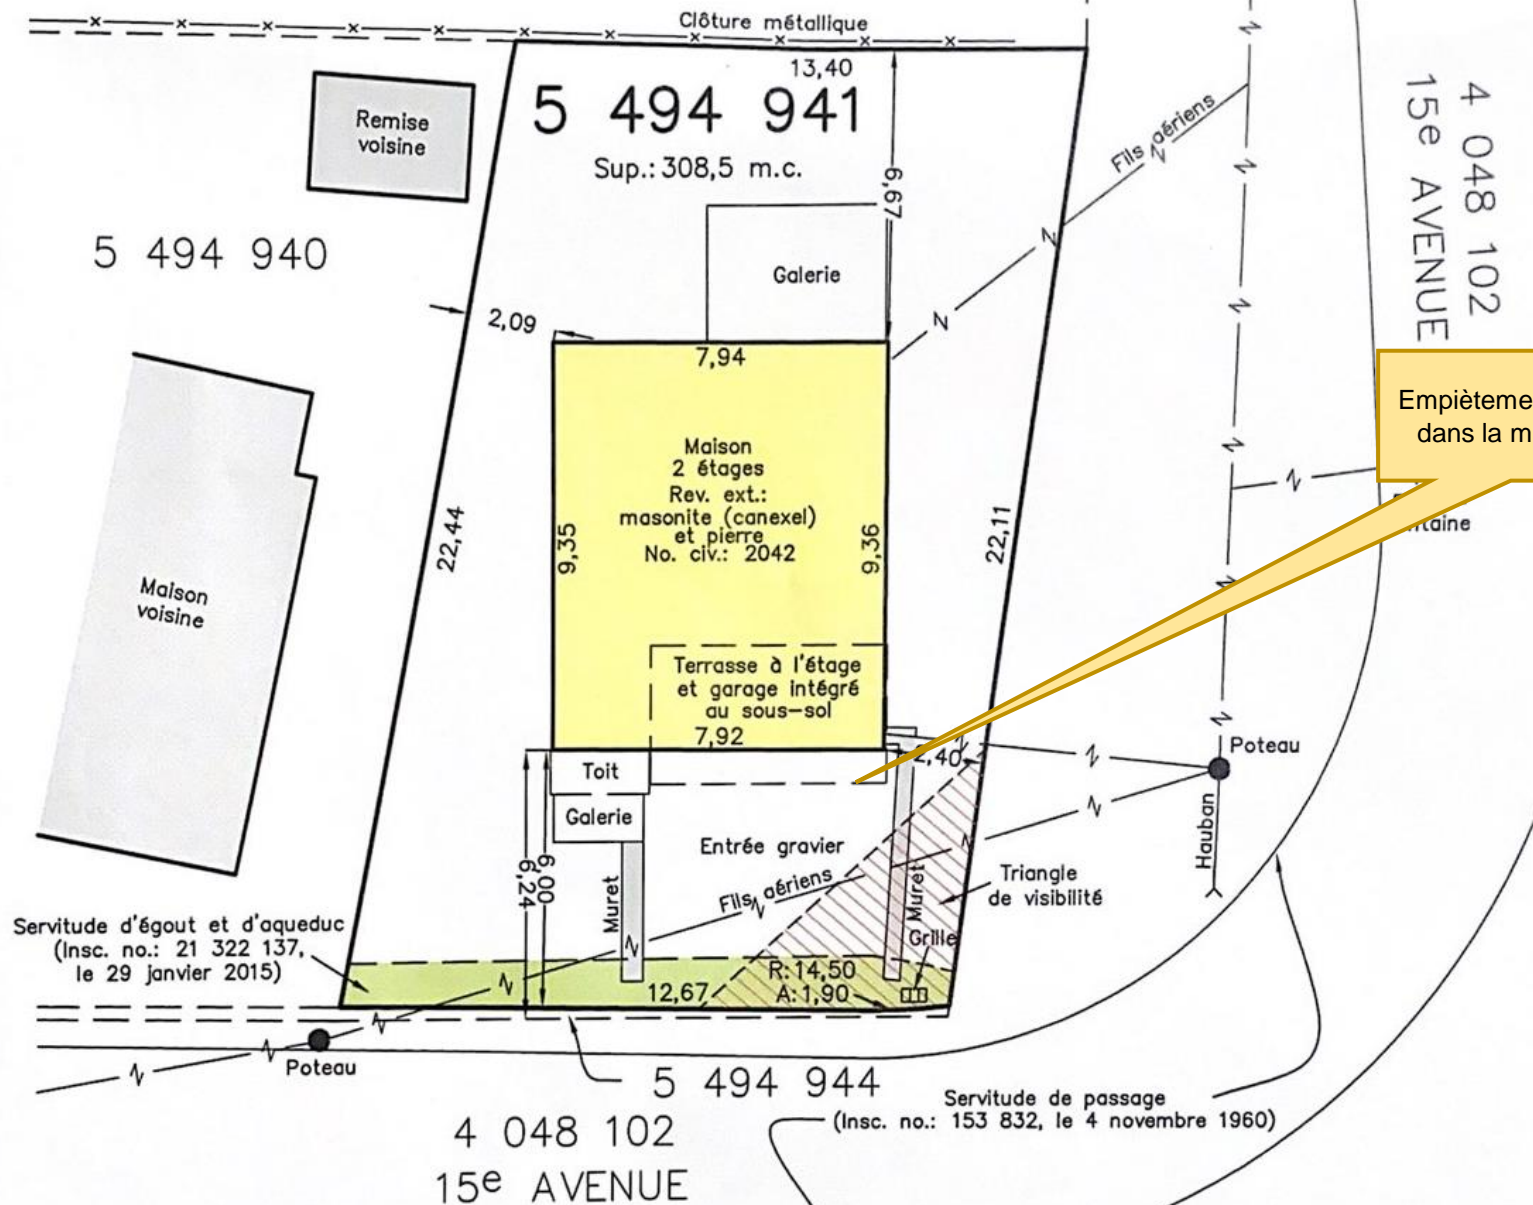 Clôture métallique
13,40
5 494 941
Sup.: 308,5 m.c.
Remise
voisine
5 494 940
6,67
Galerie
Fils aériens
4 048 102
15e AVENUE
2,09
7,94
Maison
2 étages
Rev. ext.:
masonite (canexel)
et pierre
No. civ.: 2042
22,44
9,35
9,36
22,11
Maison
voisine
Terrasse à l'étage
et garage intégré
au sous-sol
7,92
Empièteme
dans la m
ntaine
Toit
Galerie
2,40
Poteau
Hauban
Entrée gravier
Fils aériens
6,00
6,24
Muret
Muret
Triangle
de visibilité
Grille
Servitude d'égout et d'aqueduc
(Insc. no.: 21 322 137,
le 29 janvier 2015)
12,67
R: 14,50
A: 1,90
Poteau
5 494 944
4 048 102
15e AVENUE
Servitude de passage
(Insc. no.: 153 832, le 4 novembre 1960)